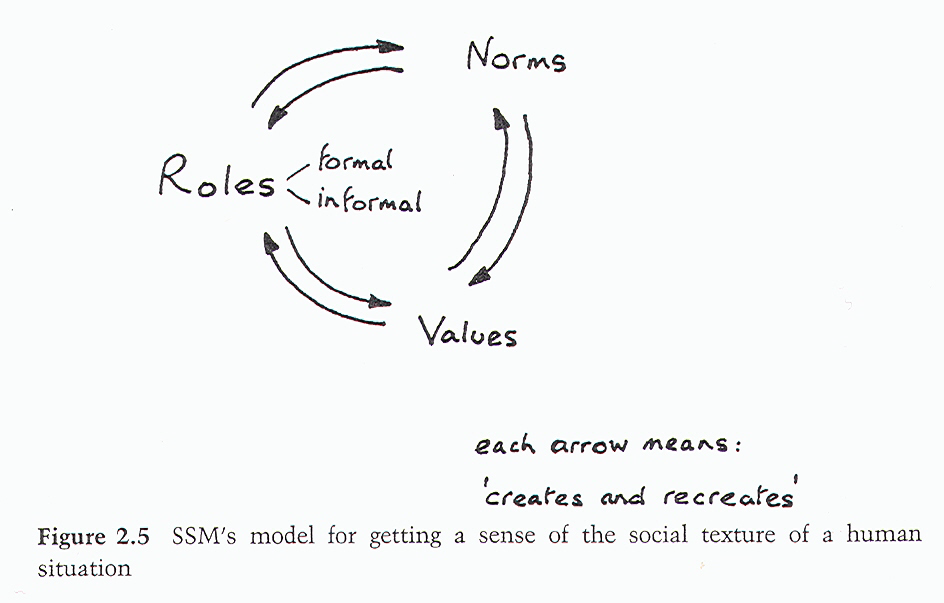 Norms
Roles
formal
informal
Values
each arrow means:
'creates and recreates'
Figure 2.5 SSM's model for getting a sense of the social texture of a human
situation